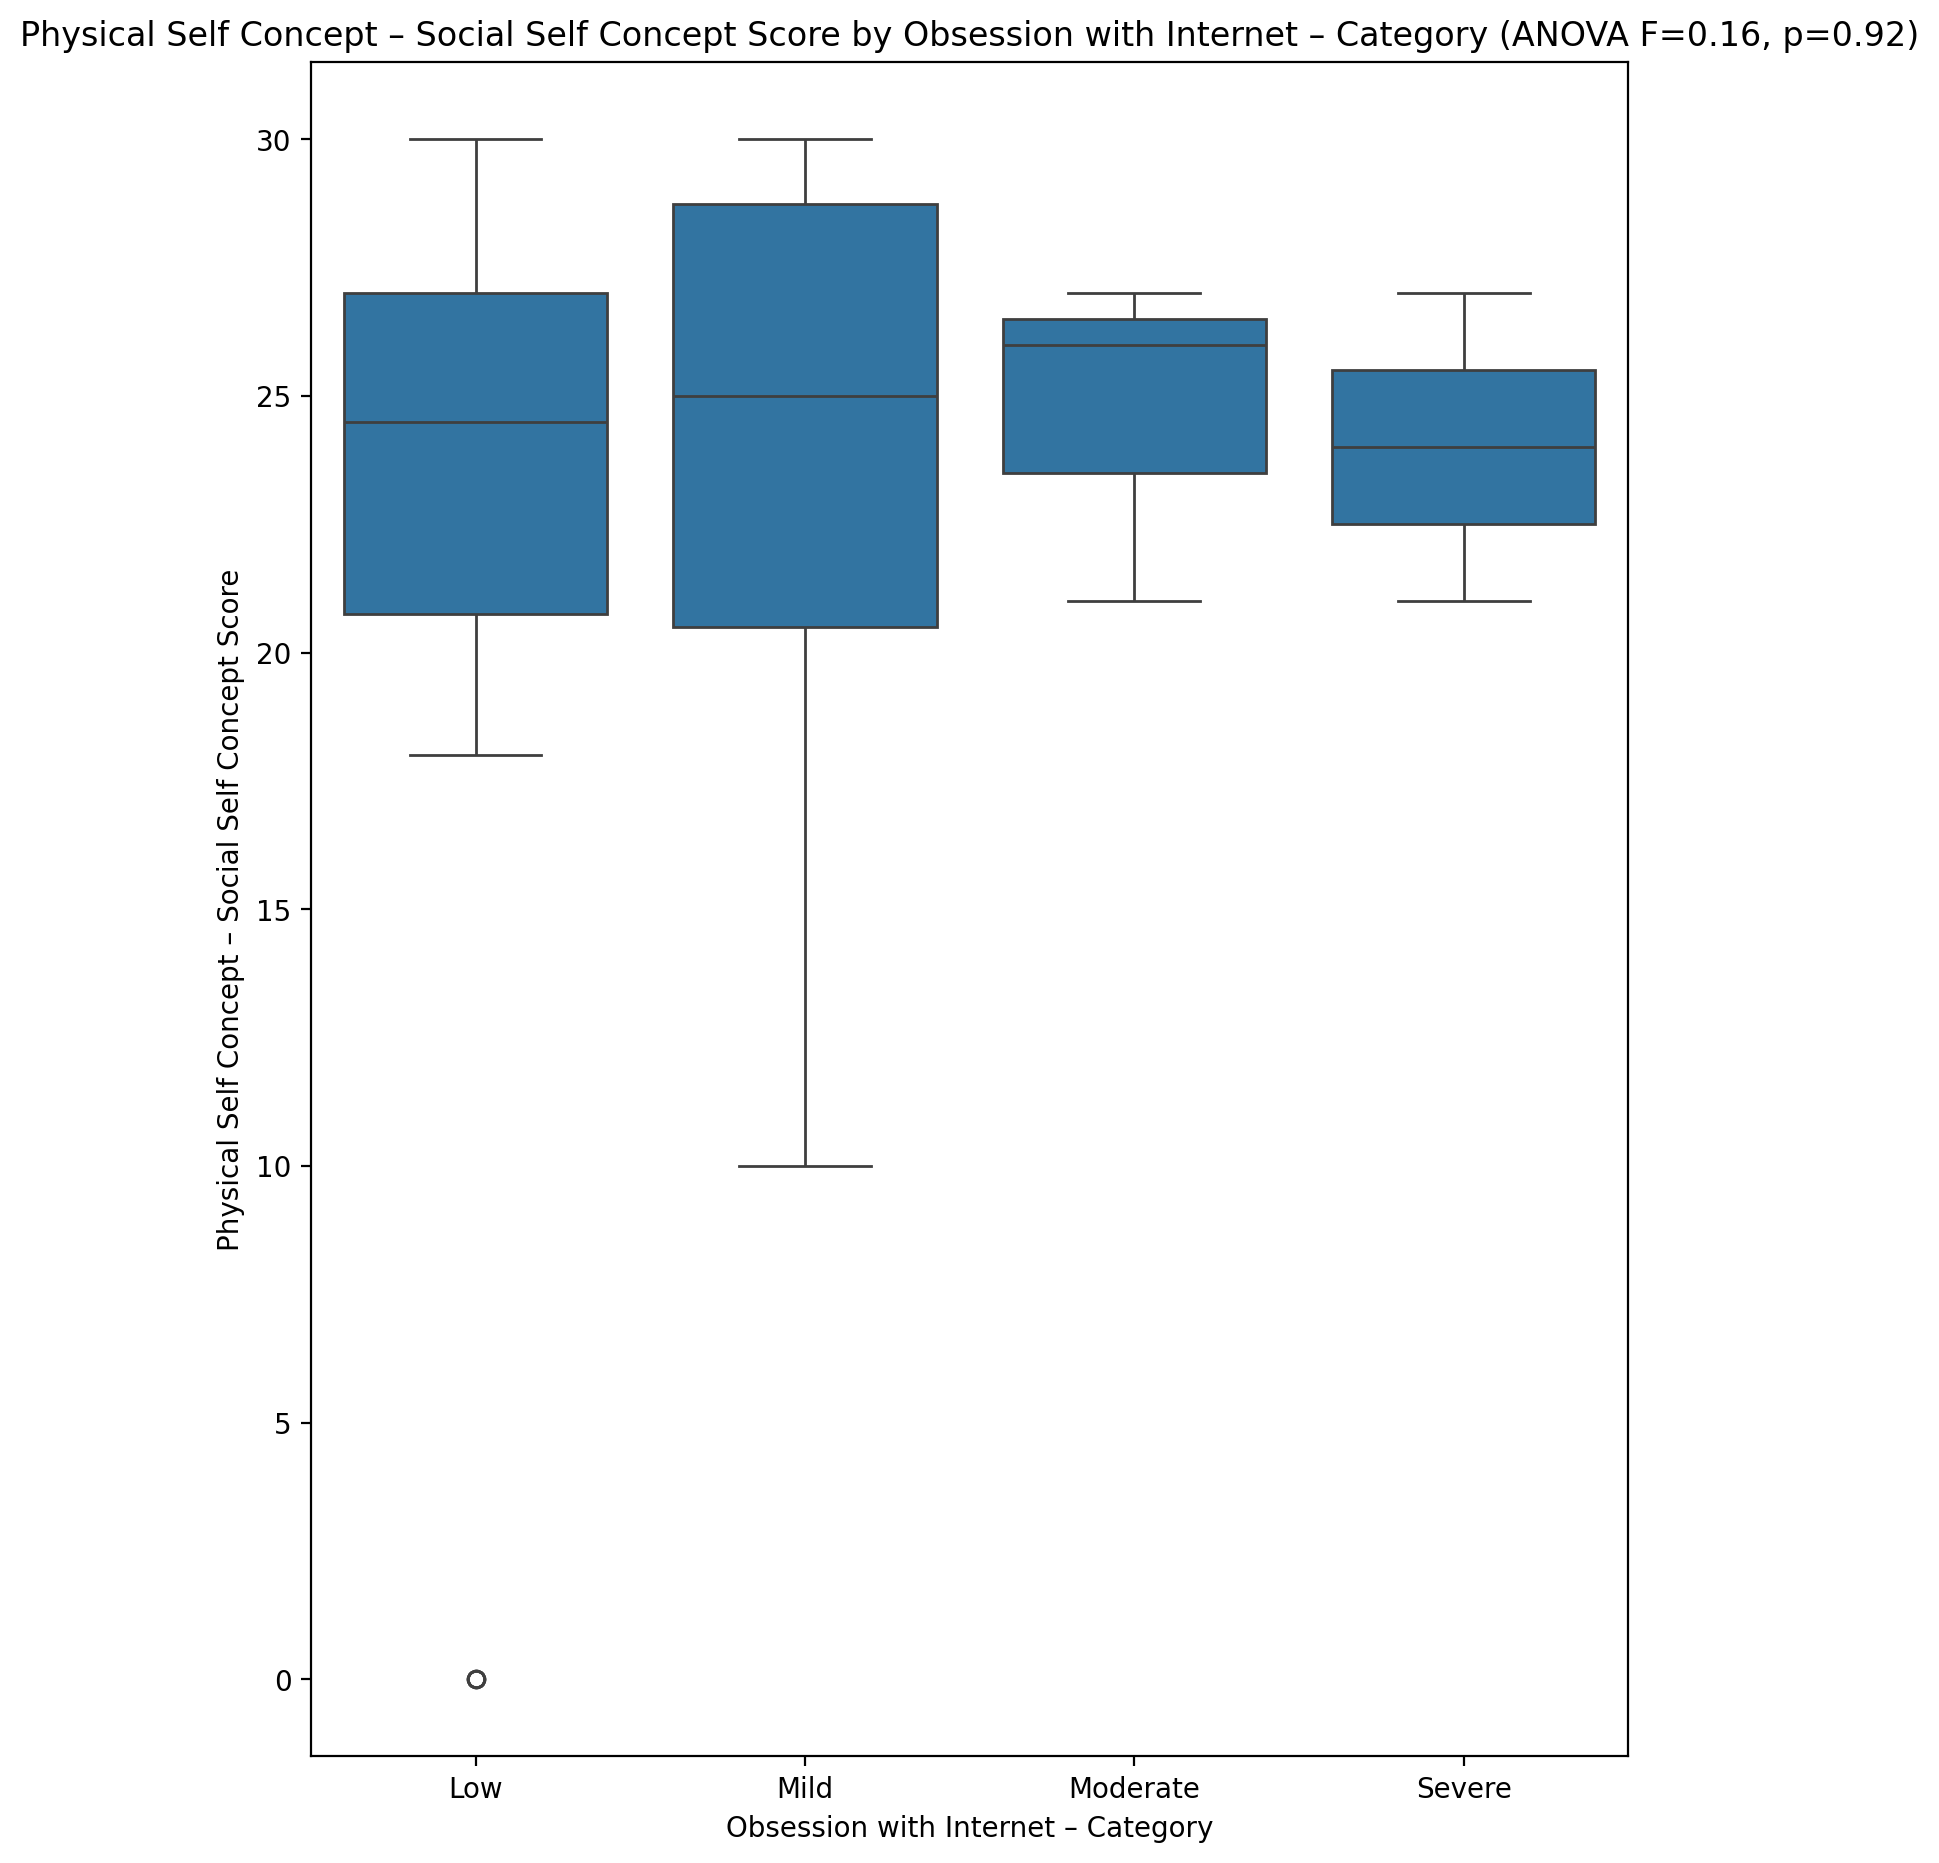 Physical Self Concept – Social Self Concept Score by Obsession with Internet – Category (ANOVA F=0.16, p=0.92)
Physical Self Concept – Social Self Concept Score
30
25
20
15
10
5
0
Low Mild Moderate Severe
Obsession with Internet – Category